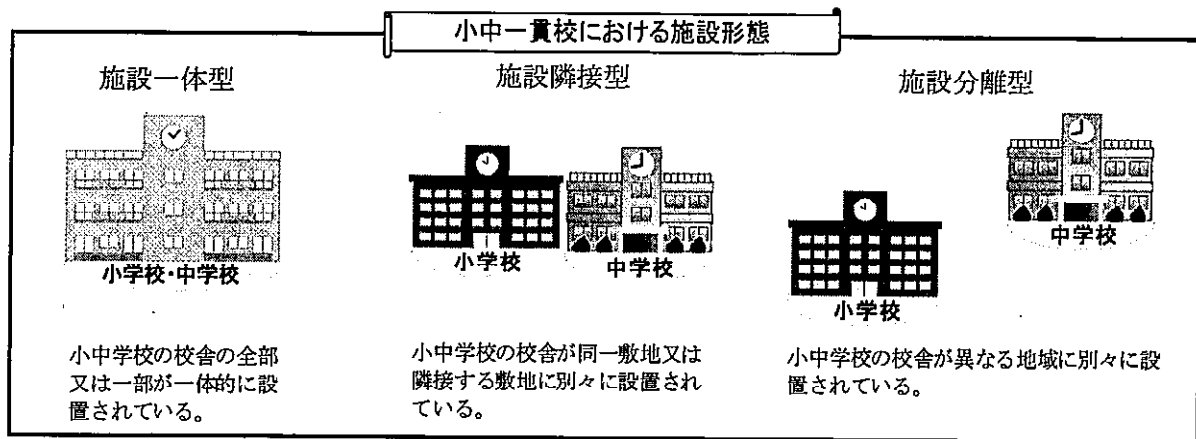 小中一貫校における施設形態
施設一体型
小学校・中学校
小中学校の校舎の全部
又は一部が一体的に設
置されている。
施設隣接型
小学校
中学校
小中学校の校舎が同一敷地又は
隣接する敷地に別々に設置され
ている。
施設分離型
中学校
小学校
小中学校の校舎が異なる地域に別々に設
置されている。